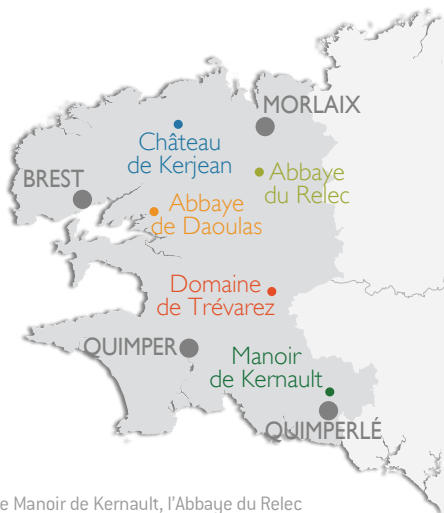 MORLAIX
Château
de Kerjean
BREST
Abbaye
du Relec
Abbaye
de Daoulas
Domaine
de Trévarez
QUIMPER
Manoir
de Kernault
QUIMPERLÉ
e Manoir de Kernault, l'Abbaye du Relec